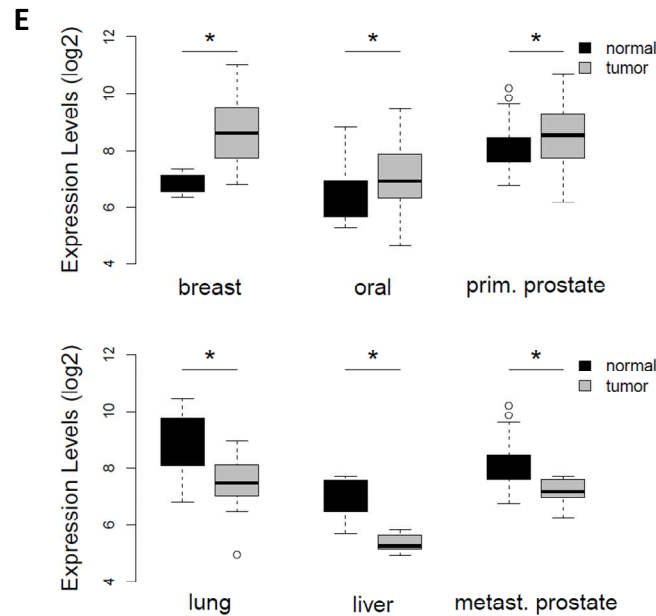 E
Expression Levels (log2)
12
10
8
6
4
*
*
*
normal
tumor
breast
oral
prim. prostate
Expression Levels (log2)
12
10
8
6
4
*
*
*
normal
tumor
lung
liver
metast. prostate